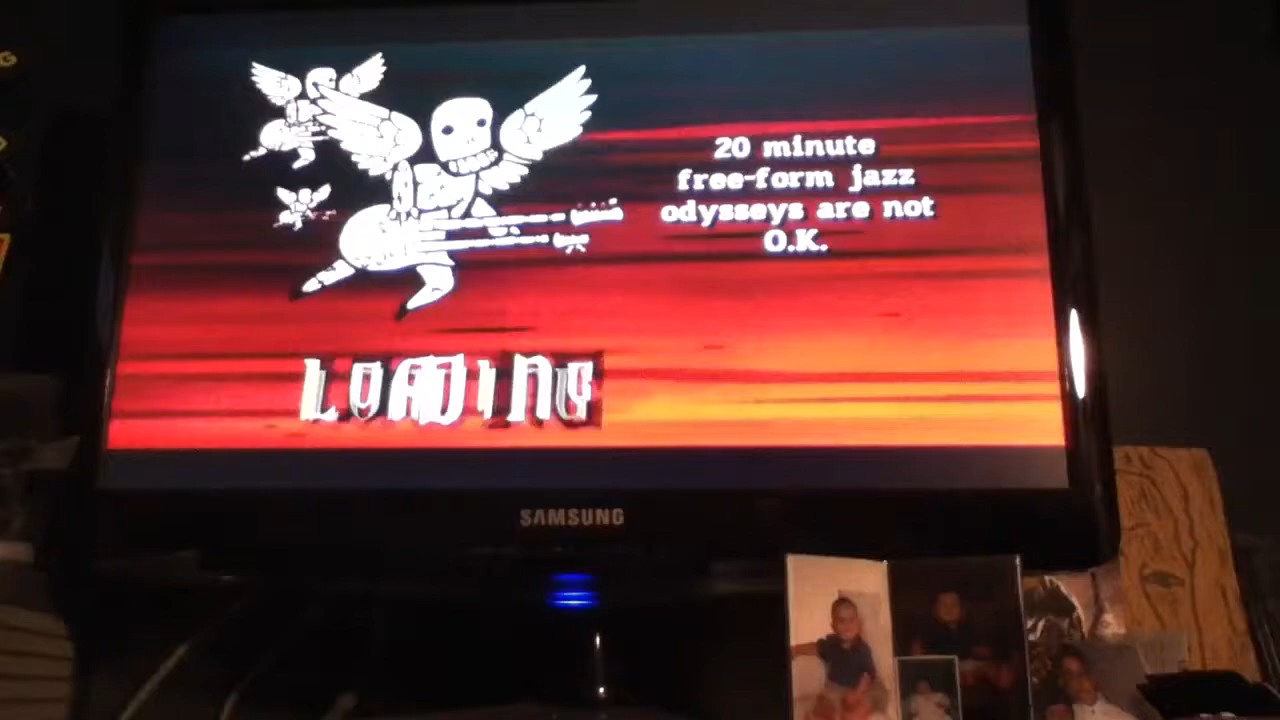 20 minute
free-form jazz
odysseys are not
O.K.
LOADING
SAMSUNG